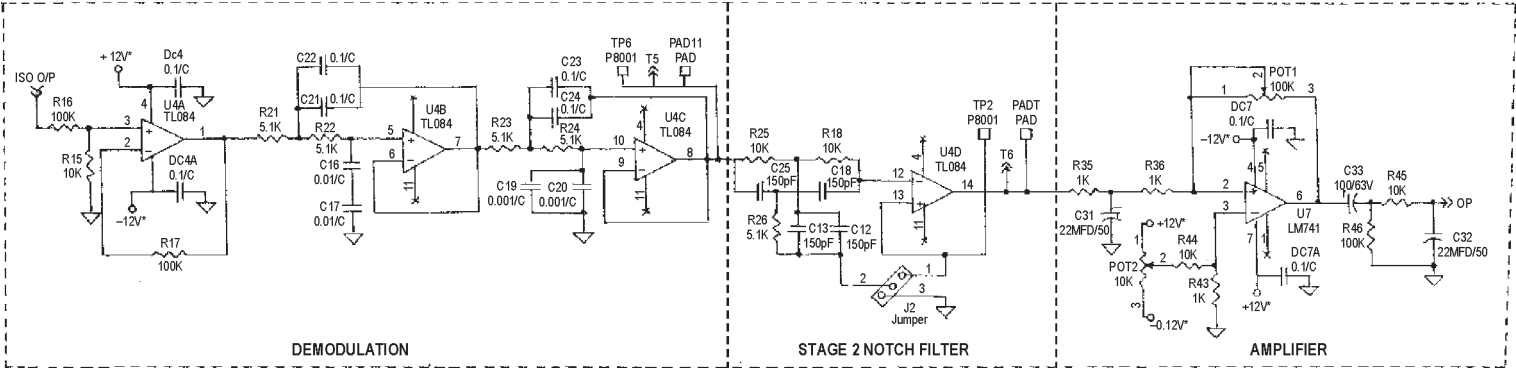 ISO O/P
R16
100K
R15
10K
+12V*
4
U4A
TL084
Dc4
0.1/C
3
2
1
DC4A
0.1/C
–12V*
R17
100K
R21
5.1K
C22
0.1/C
C21
0.1/C
R22
5.1K
C16
0.01/C
C17
0.01/C
5
6
U4B
TL084
7
11
R23
5.1K
C23
0.1/C
C24
0.1/C
R24
5.1K
C19
0.001/C
C20
0.001/C
10
9
4
U4C
TL084
8
11
TP6
P8001
T5
PAD11
PAD
DEMODULATION
R25
10K
R18
10K
C25
150pF
C18
150pF
R26
5.1K
C13
150pF
C12
150pF
12
13
4
U4D
TL084
14
11
TP2
P8001
PADT
PAD
T6
1
2
3
J2
Jumper
STAGE 2 NOTCH FILTER
R35
1K
C31
22MFD/50
R36
1K
1
2
3
POT1
100K
DC7
0.1/C
–12V*
4
5
2
3
6
U7
LM741
7
1
DC7A
0.1/C
+12V*
+12V*
1
POT2
10K
2
3
–0.12V*
R44
10K
R43
1K
C33
100/63V
R46
100K
R45
10K
OP
C32
22MFD/50
AMPLIFIER